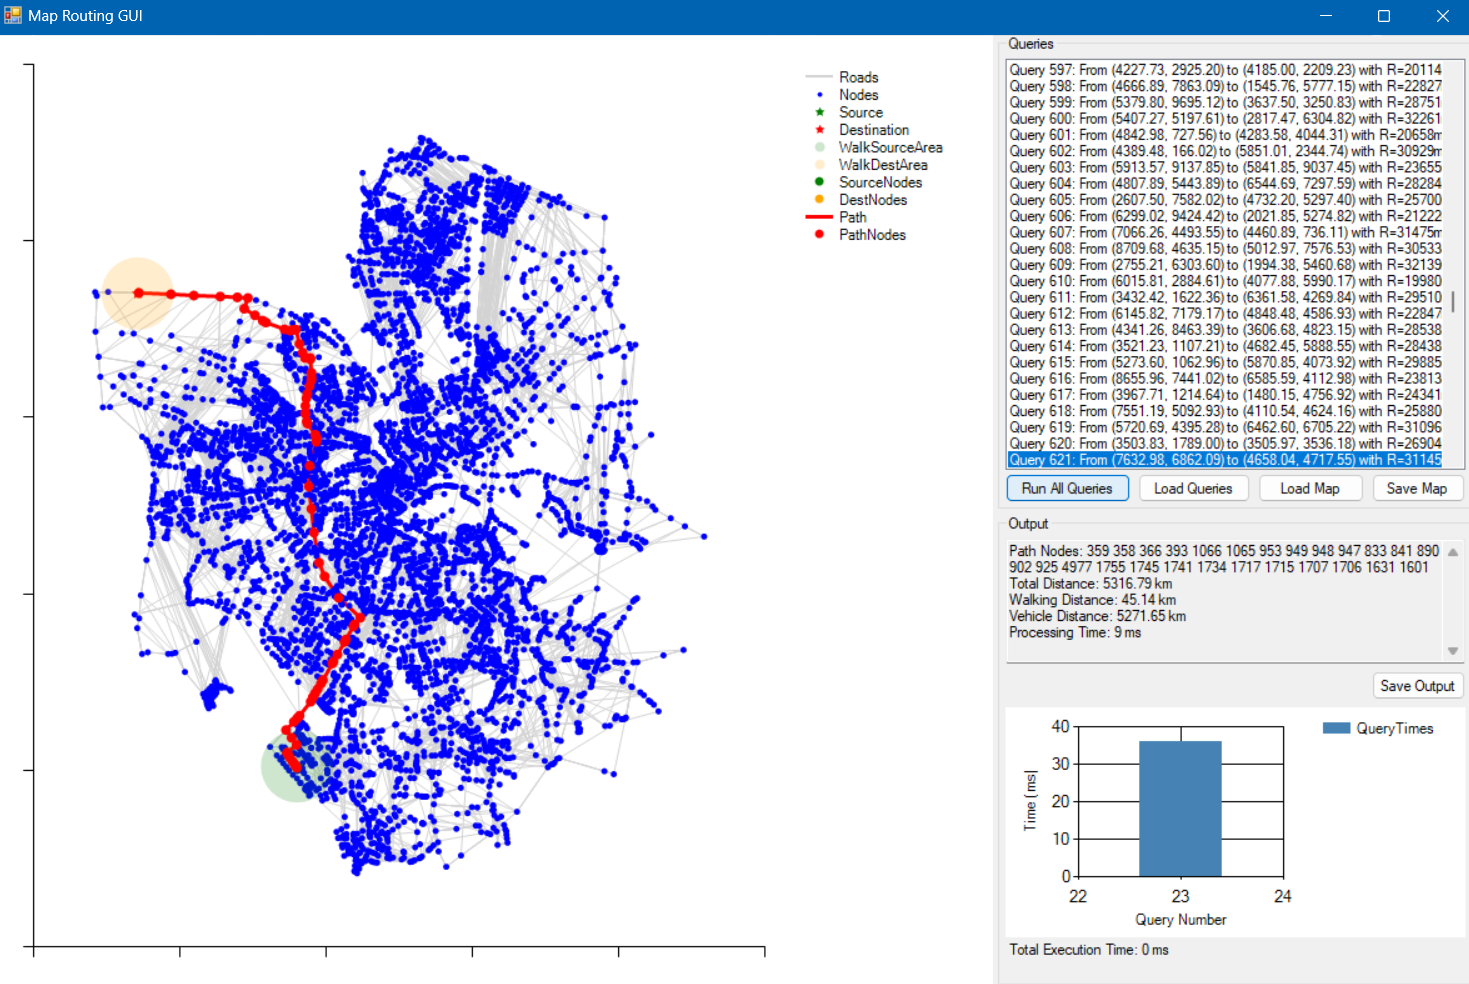 Map Routing GUI
Roads
Nodes
Source
Destination
WalkSourceArea
WalkDestArea
SourceNodes
DestNodes
Path
PathNodes
Queries
Query 597: From (4227.73, 2925.20) to (4185.00, 2209.23) with R=20114
Query 598: From (4666.89, 7863.09) to (1545.76, 5777.15) with R=22827
Query 599: From (5379.80, 9695.12) to (3637.50, 3250.83) with R=28751
Query 600: From (5407.27, 5197.61) to (2817.47, 6304.82) with R=32261
Query 601: From (4842.98, 727.56) to (4283.58, 4044.31) with R=20658m
Query 602: From (4389.48, 166.02) to (5851.01, 2344.74) with R=30929m
Query 603: From (5913.57, 9137.85) to (5841.85, 9037.45) with R=23655
Query 604: From (4807.89, 5443.89) to (6544.69, 7297.59) with R=28284
Query 605: From (2607.50, 7582.02) to (4732.20, 5297.40) with R=25700
Query 606: From (6299.02, 9424.42) to (2021.85, 5274.82) with R=21222
Query 607: From (7066.26, 4493.55) to (4460.89, 736.11) with R=31475m
Query 608: From (8709.68, 4635.15) to (5012.97, 7576.53) with R=30533
Query 609: From (2755.21, 6303.60) to (1994.38, 5460.68) with R=32139
Query 610: From (6015.81, 2884.61) to (4077.88, 5990.17) with R=19980
Query 611: From (3432.42, 1622.36) to (6361.58, 4269.84) with R=29510
Query 612: From (6145.82, 7179.17) to (4848.48, 4586.93) with R=22847
Query 613: From (4341.26, 8463.39) to (3606.68, 4823.15) with R=28538
Query 614: From (3521.23, 1107.21) to (4682.45, 5888.55) with R=28438
Query 615: From (5273.60, 1062.96) to (5870.85, 4073.92) with R=29885
Query 616: From (8655.96, 7441.02) to (6585.59, 4112.98) with R=23813
Query 617: From (3967.71, 1214.64) to (1480.15, 4756.92) with R=24341
Query 618: From (7551.19, 5092.93) to (4110.54, 4624.16) with R=25880
Query 619: From (5720.69, 4395.28) to (6462.60, 6705.22) with R=31096
Query 620: From (3503.83, 1789.00) to (3505.97, 3536.18) with R=26904
Query 621: From (7632.98, 6862.09) to (4658.04, 4717.55) with R=31145
Run All Queries Load Queries Load Map Save Map
Output
Path Nodes: 359 358 366 393 1066 1065 953 949 948 947 833 841 890
902 925 4977 1755 1745 1741 1734 1717 1715 1707 1706 1631 1601
Total Distance: 5316.79 km
Walking Distance: 45.14 km
Vehicle Distance: 5271.65 km
Processing Time: 9 ms
Save Output
40
30
20
10
0
Time (ms)
22 23 24
Query Number
QueryTimes
Total Execution Time: 0 ms